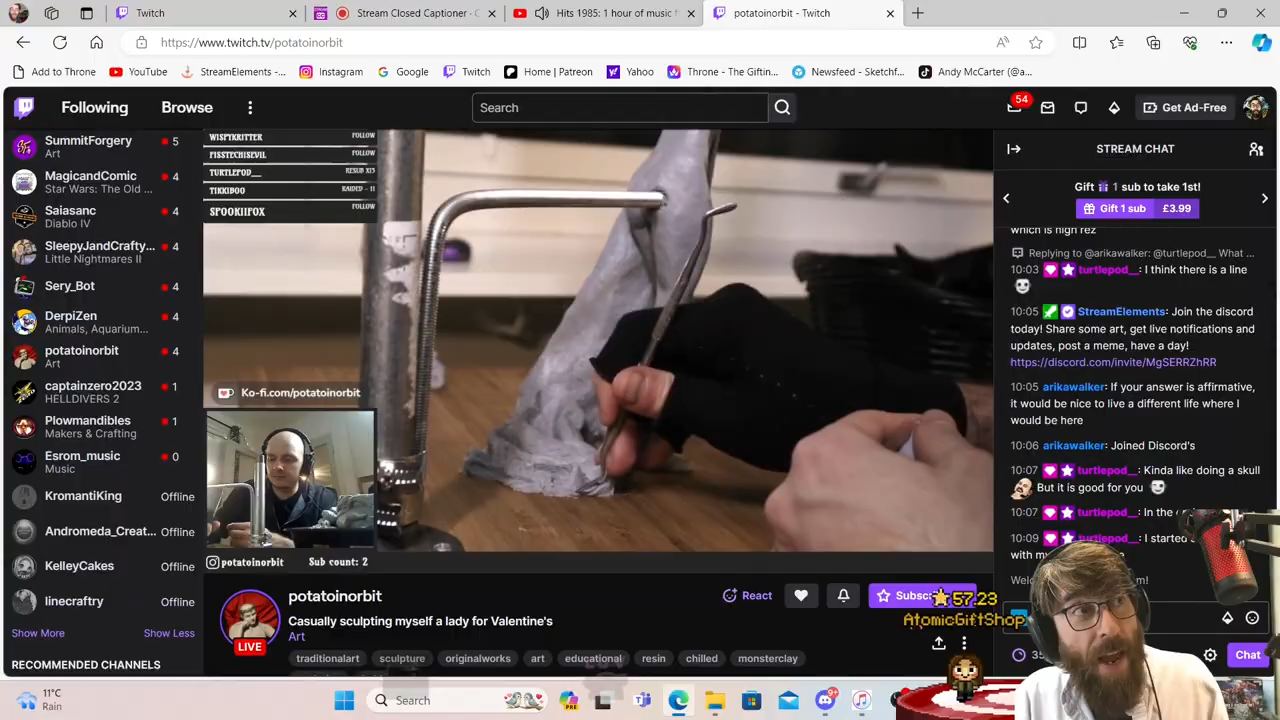 Twitch
Stream Closed Captioner - C
Hits 1985: 1 hour of music f
potatoinorbit - Twitch
https://www.twitch.tv/potatoinorbit
Add to Throne
YouTube
StreamElements -...
Instagram
Google
Twitch
Home | Patreon
Yahoo
Throne - The Giftin...
Newsfeed - Sketchf...
Andy McCarter (@a...
Following
Browse
Search
54
Get Ad-Free
SummitForgery
5
Art
MagicandComic
4
Star Wars: The Old ...
Saiasanc
4
Diablo IV
SleepyJandCrafty...
4
Little Nightmares II
Sery_Bot
4
DerpiZen
4
Animals, Aquarium...
potatoinorbit
4
Art
captainzero2023
1
HELLDIVERS 2
Plowmandibles
1
Makers & Crafting
Esrom_music
0
Music
KromantiKing
Offline
Andromeda_Creat...
Offline
KelleyCakes
Offline
linecraftry
Offline
Show More
Show Less
RECOMMENDED CHANNELS
WISPYKRITTER FOLLOW
FISSTECHISEVIL FOLLOW
TURTLEPOD__ RESUB X13
TIKKIBOO RAIDED - 11
SPOOKIIFOX FOLLOW
Ko-fi.com/potatoinorbit
potatoinorbit
Sub count: 2
potatoinorbit
LIVE
Casually sculpting myself a lady for Valentine's
Art
React
Subsc
traditionalart
sculpture
originalworks
art
educational
resin
chilled
monsterclay
57.23
AtomicGiftShop
STREAM CHAT
Gift 1 sub to take 1st!
Gift 1 sub £3.99
which is high rez
Replying to @arikawalker: @turtlepod__ What ...
10:03 turtlepod__: I think there is a line
10:05 StreamElements: Join the discord
today! Share some art, get live notifications and
updates, post a meme, have a day!
https://discord.com/invite/MgSERRZhRR
10:05 arikawalker: If your answer is affirmative,
it would be nice to live a different life where I
would be here
10:06 arikawalker: Joined Discord's
10:07 turtlepod__: Kinda like doing a skull
But it is good for you
10:07 turtlepod__: In the
10:09 turtlepod__: I started
with m
Chat
11°C
Rain
Search